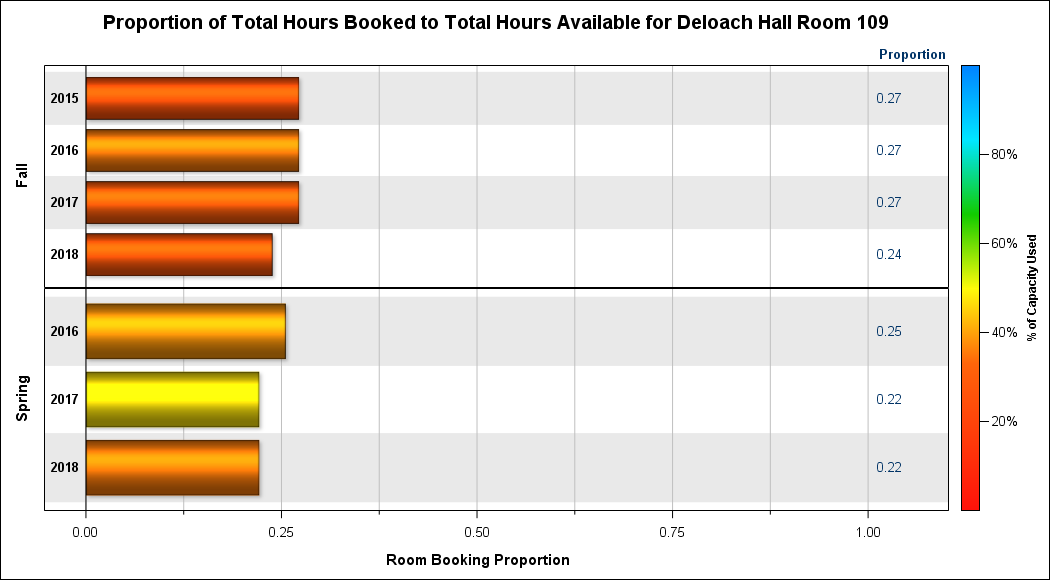 Proportion of Total Hours Booked to Total Hours Available for Deloach Hall Room 109
Proportion
Fall
2015 0.27
2016 0.27
2017 0.27
2018 0.24
Spring
2016 0.25
2017 0.22
2018 0.22
0.00 0.25 0.50 0.75 1.00
Room Booking Proportion
80%
60%
40%
20%
% of Capacity Used